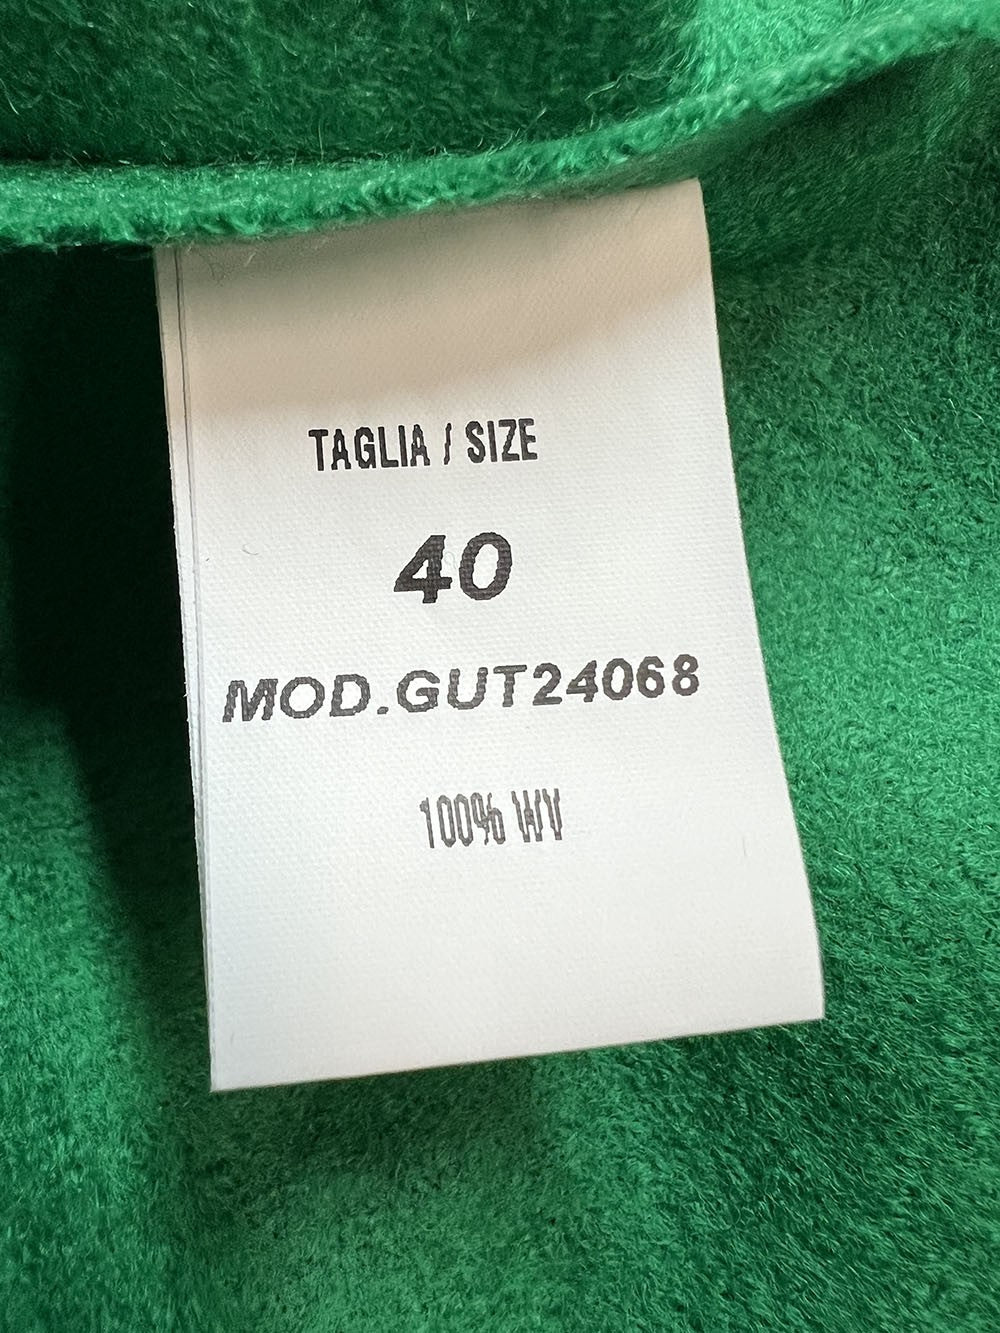 TAGLIA / SIZE
40
MOD.GUT24068
100% WV